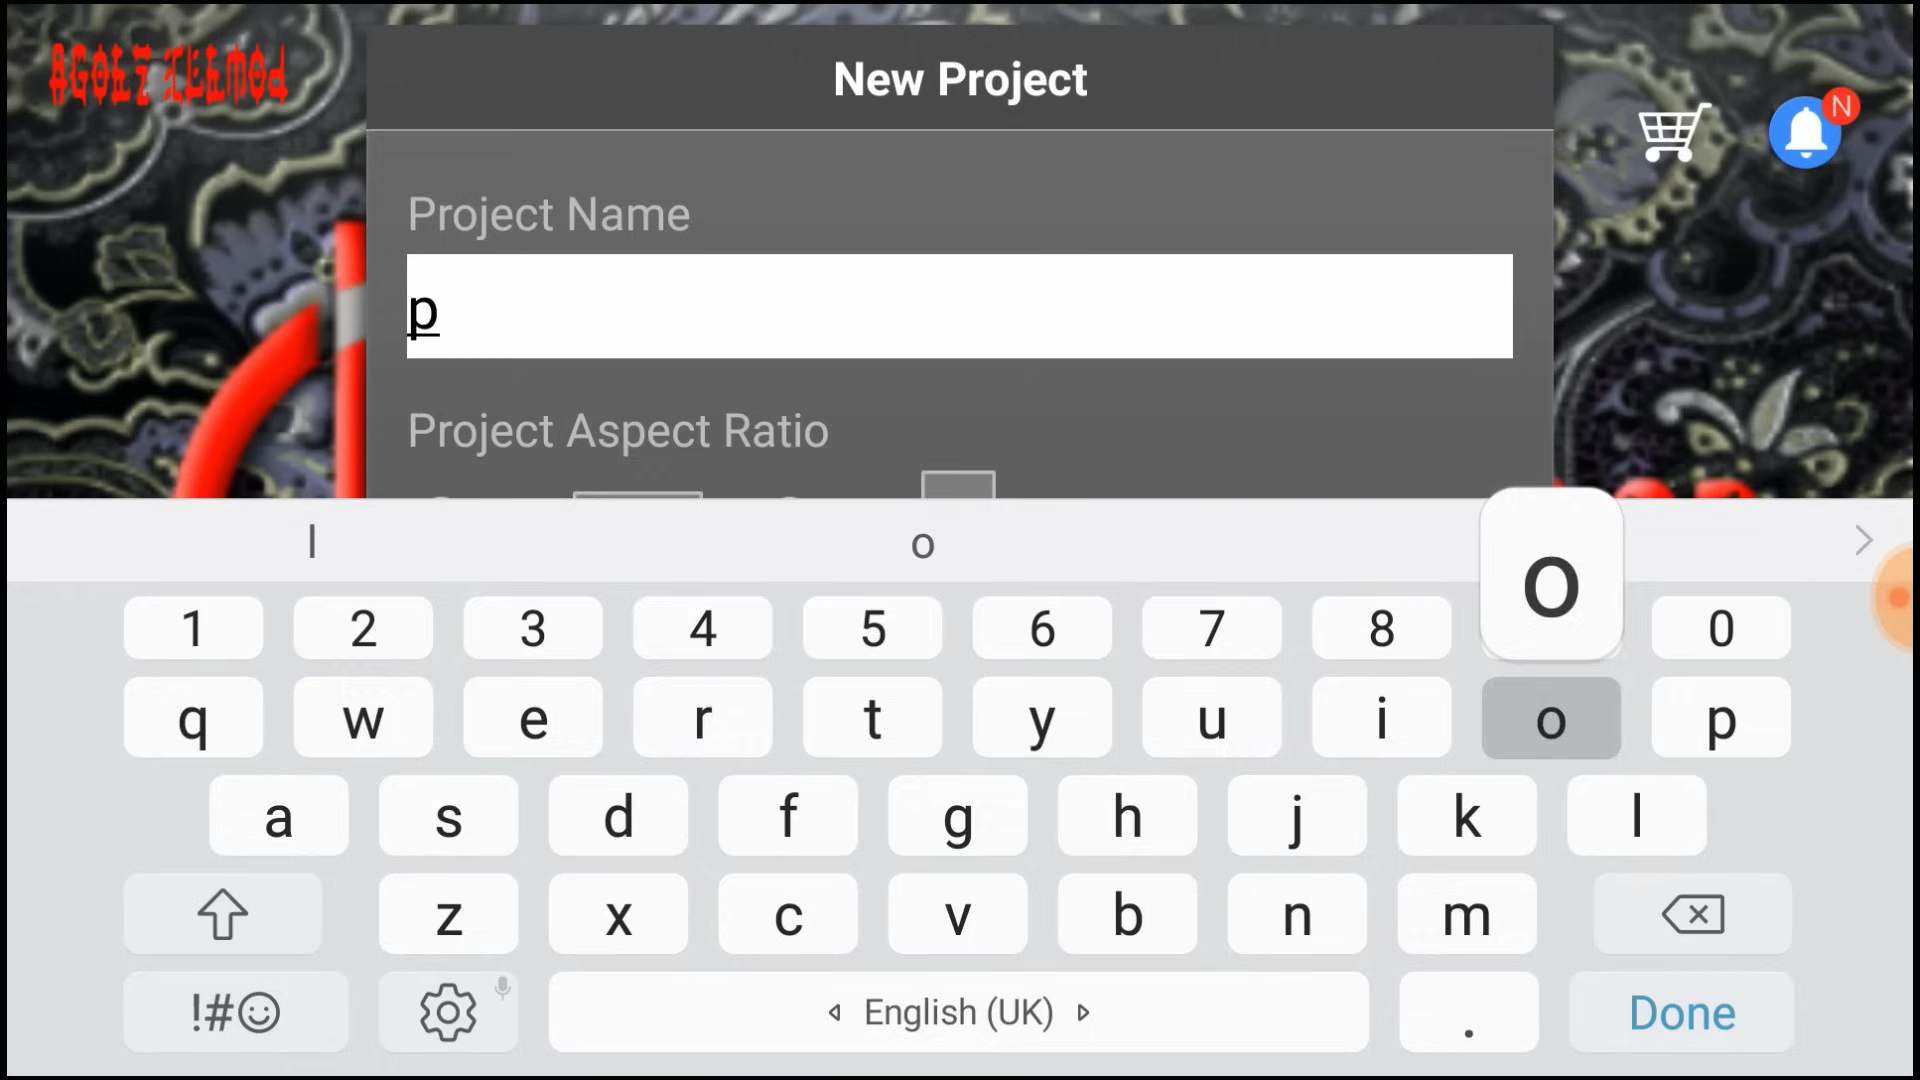 New Project
N
Project Name
p
Project Aspect Ratio
l o
o
1 2 3 4 5 6 7 8 0
q w e r t y u i o p
a s d f g h j k l
z x c v b n m
!# English (UK) . Done